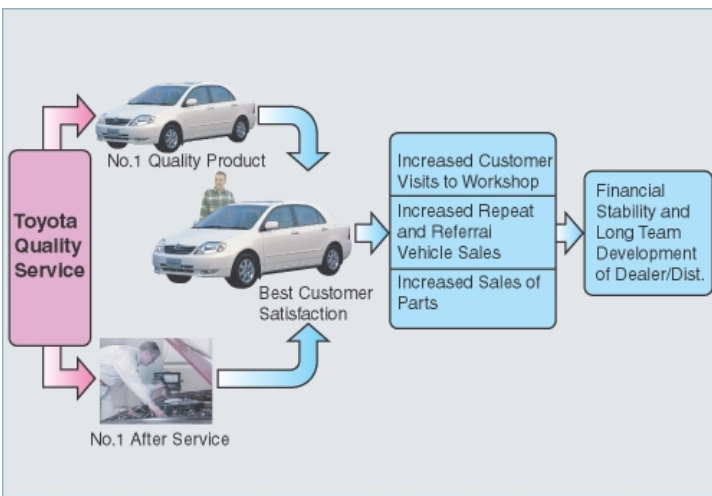 No.1 Quality Product
Toyota
Quality
Service
Best Customer
Satisfaction
No.1 After Service
Increased Customer
Visits to Workshop
Increased Repeat
and Referral
Vehicle Sales
Increased Sales of
Parts
Financial
Stability and
Long Team
Development
of Dealer/Dist.